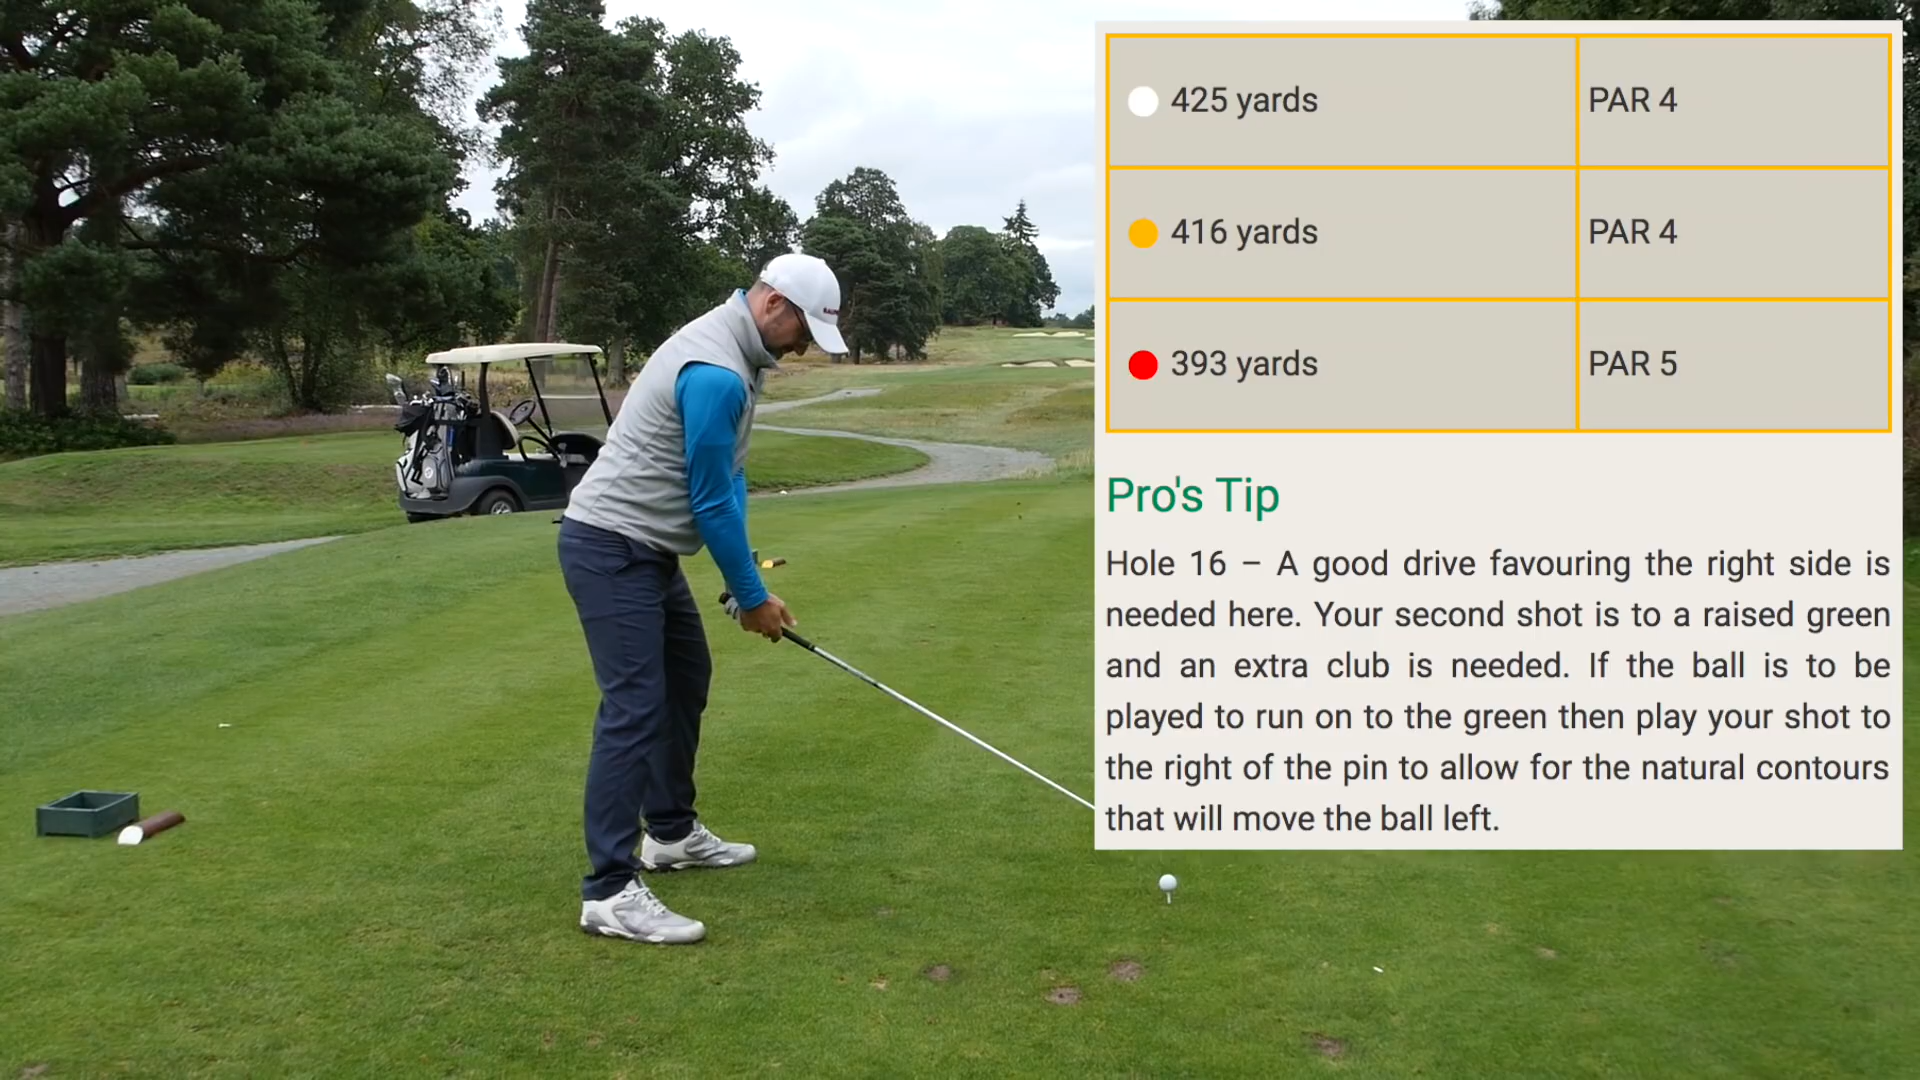 425 yards PAR 4
416 yards PAR 4
393 yards PAR 5
Pro's Tip
Hole 16 – A good drive favouring the right side is
needed here. Your second shot is to a raised green
and an extra club is needed. If the ball is to be
played to run on to the green then play your shot to
the right of the pin to allow for the natural contours
that will move the ball left.